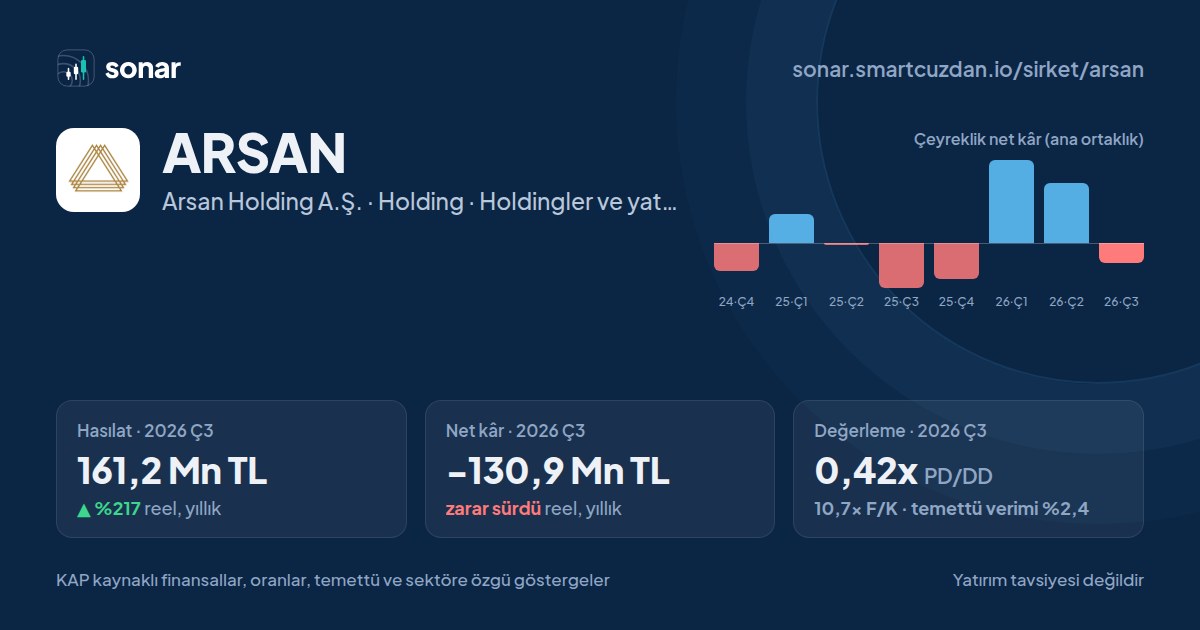 sonar
sonar.smartcuzdan.io/sirket/arsan
ARSAN
Arsan Holding A.Ş. · Holding · Holdingler ve yat...
Çeyreklik net kâr (ana ortaklık)
24·Ç4 25·Ç1 25·Ç2 25·Ç3 25·Ç4 26·Ç1 26·Ç2 26·Ç3
Hasılat · 2026 Ç3
161,2 Mn TL
▲ %217 reel, yıllık
Net kâr · 2026 Ç3
−130,9 Mn TL
zarar sürdü reel, yıllık
Değerleme · 2026 Ç3
0,42x PD/DD
10,7× F/K · temettü verimi %2,4
KAP kaynaklı finansallar, oranlar, temettü ve sektöre özgü göstergeler
Yatırım tavsiyesi değildir